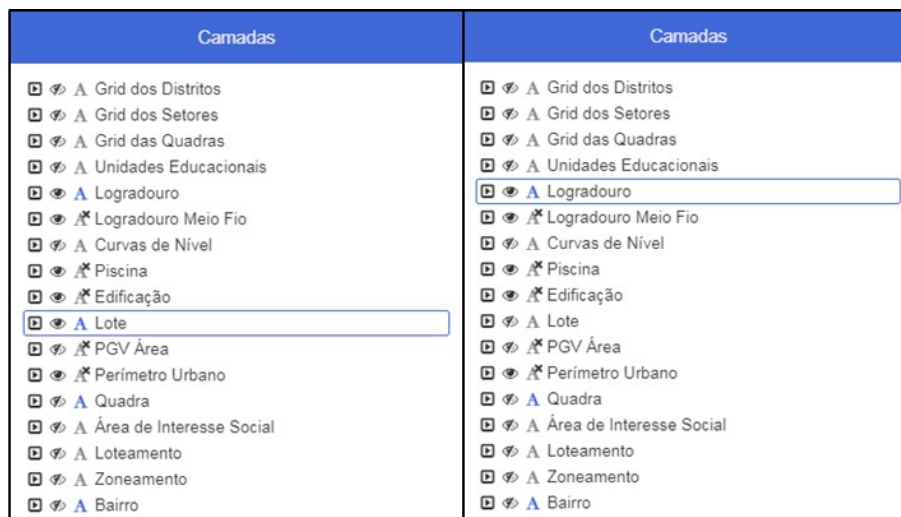 Camadas
A Grid dos Distritos
A Grid dos Setores
A Grid das Quadras
A Unidades Educacionais
A Logradouro
A Logradouro Meio Fio
A Curvas de Nível
A Piscina
A Edificação
A Lote
A PGV Área
A Perímetro Urbano
A Quadra
A Área de Interesse Social
A Loteamento
A Zoneamento
A Bairro
Camadas
A Grid dos Distritos
A Grid dos Setores
A Grid das Quadras
A Unidades Educacionais
A Logradouro
A Logradouro Meio Fio
A Curvas de Nível
A Piscina
A Edificação
A Lote
A PGV Área
A Perímetro Urbano
A Quadra
A Área de Interesse Social
A Loteamento
A Zoneamento
A Bairro